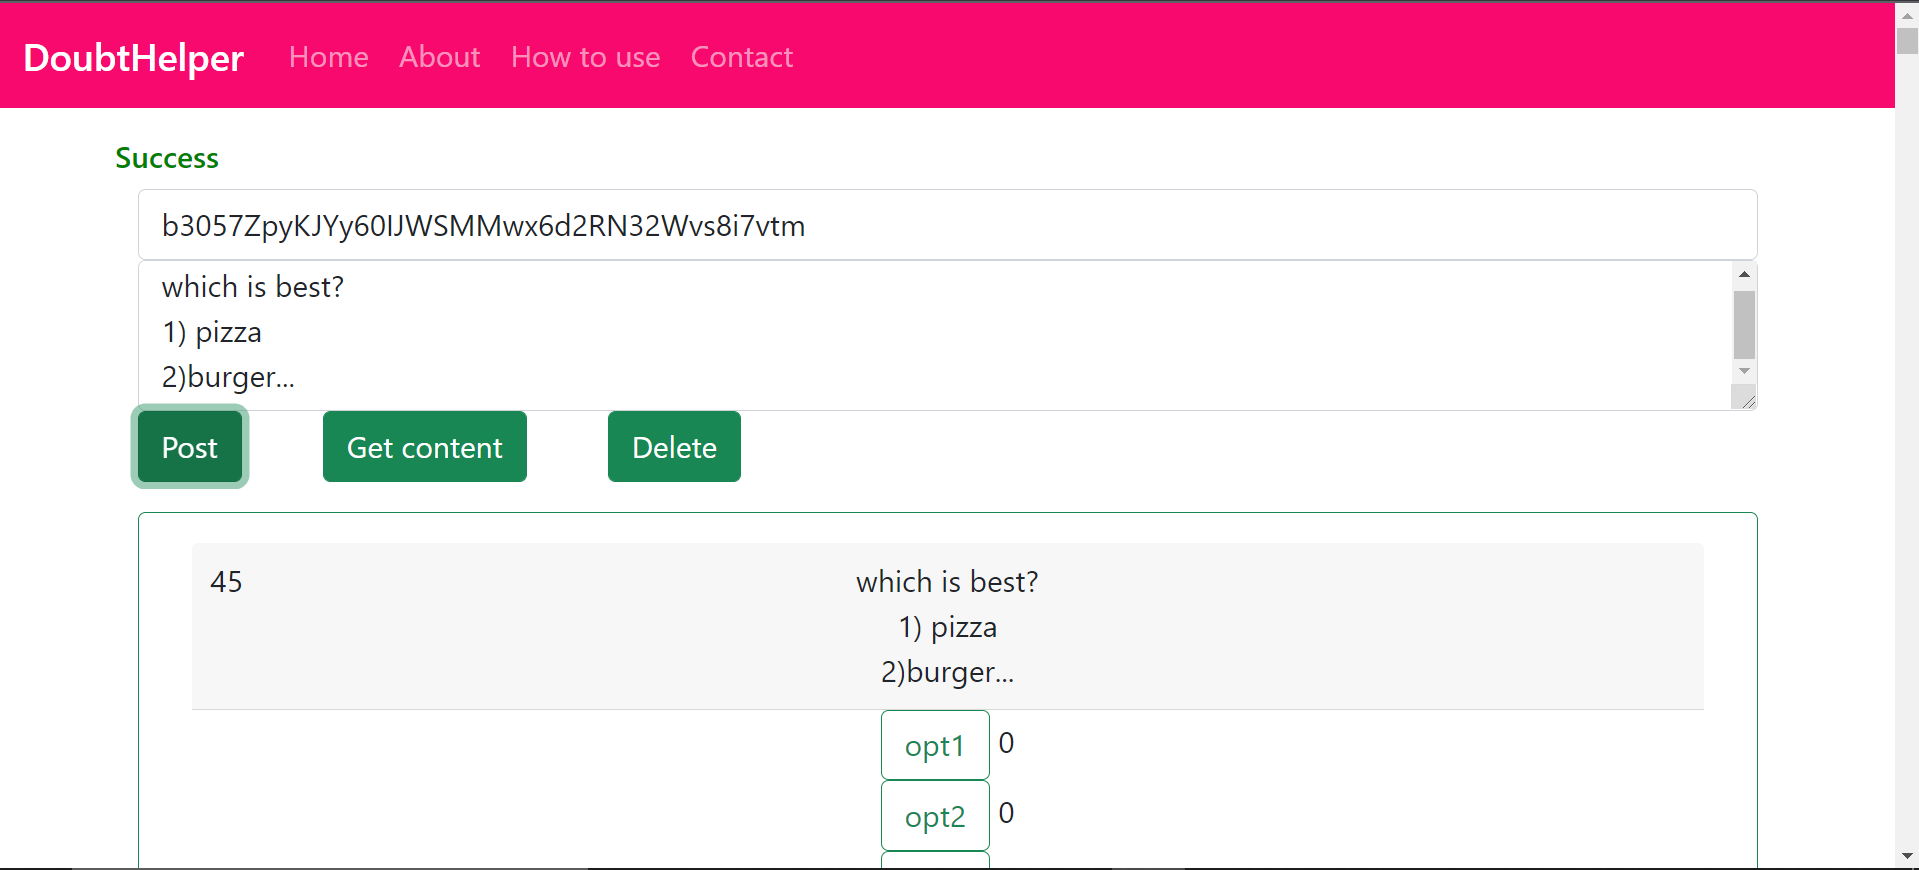 DoubtHelper Home About How to use Contact
Success
b3057ZpyKJYy60IJWSMMwx6d2RN32Wvs8i7vtm
which is best?
1) pizza
2)burger...
Post Get content Delete
45 which is best?
1) pizza
2)burger...
opt1 0
opt2 0